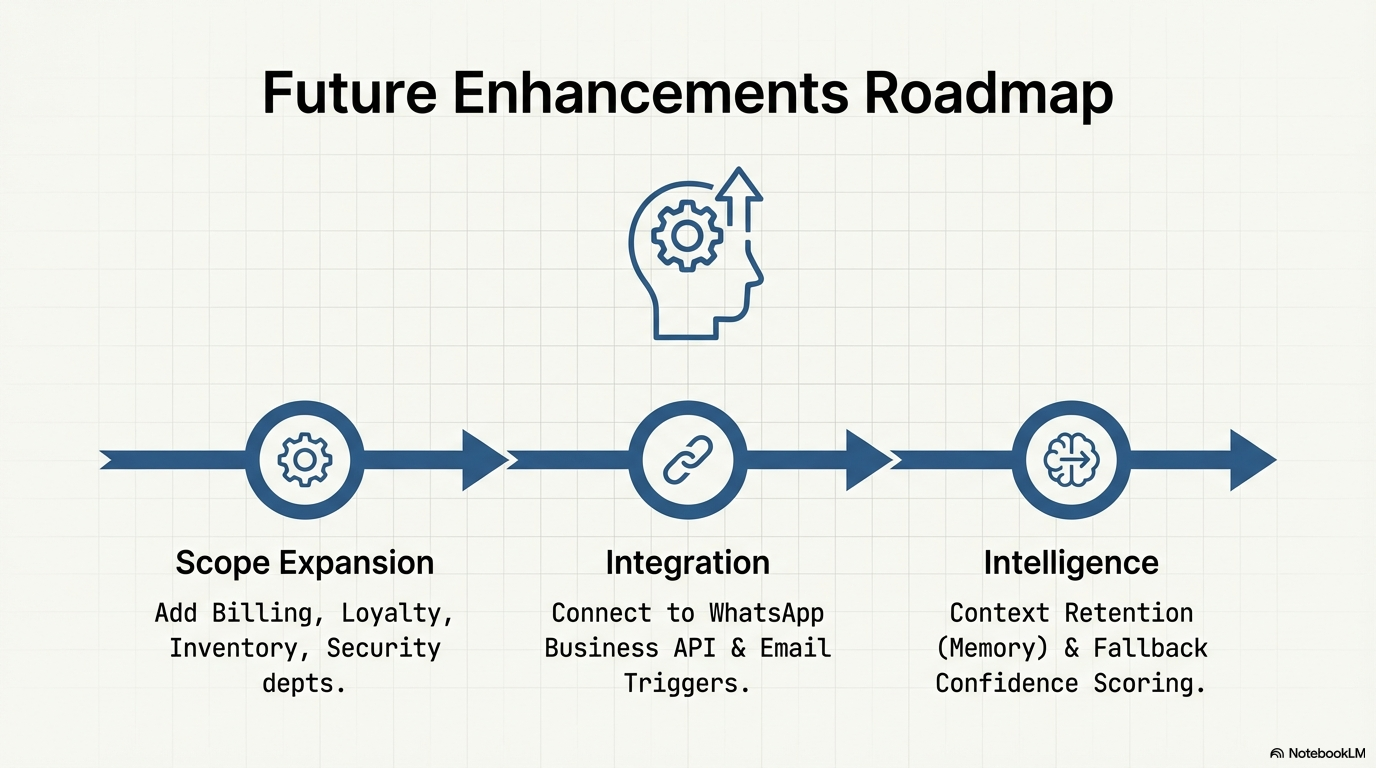 Future Enhancements Roadmap
Scope Expansion
Add Billing, Loyalty,
Inventory, Security
depts.
Integration
Connect to WhatsApp
Business API & Email
Triggers.
Intelligence
Context Retention
(Memory) & Fallback
Confidence Scoring.
NotebookLM